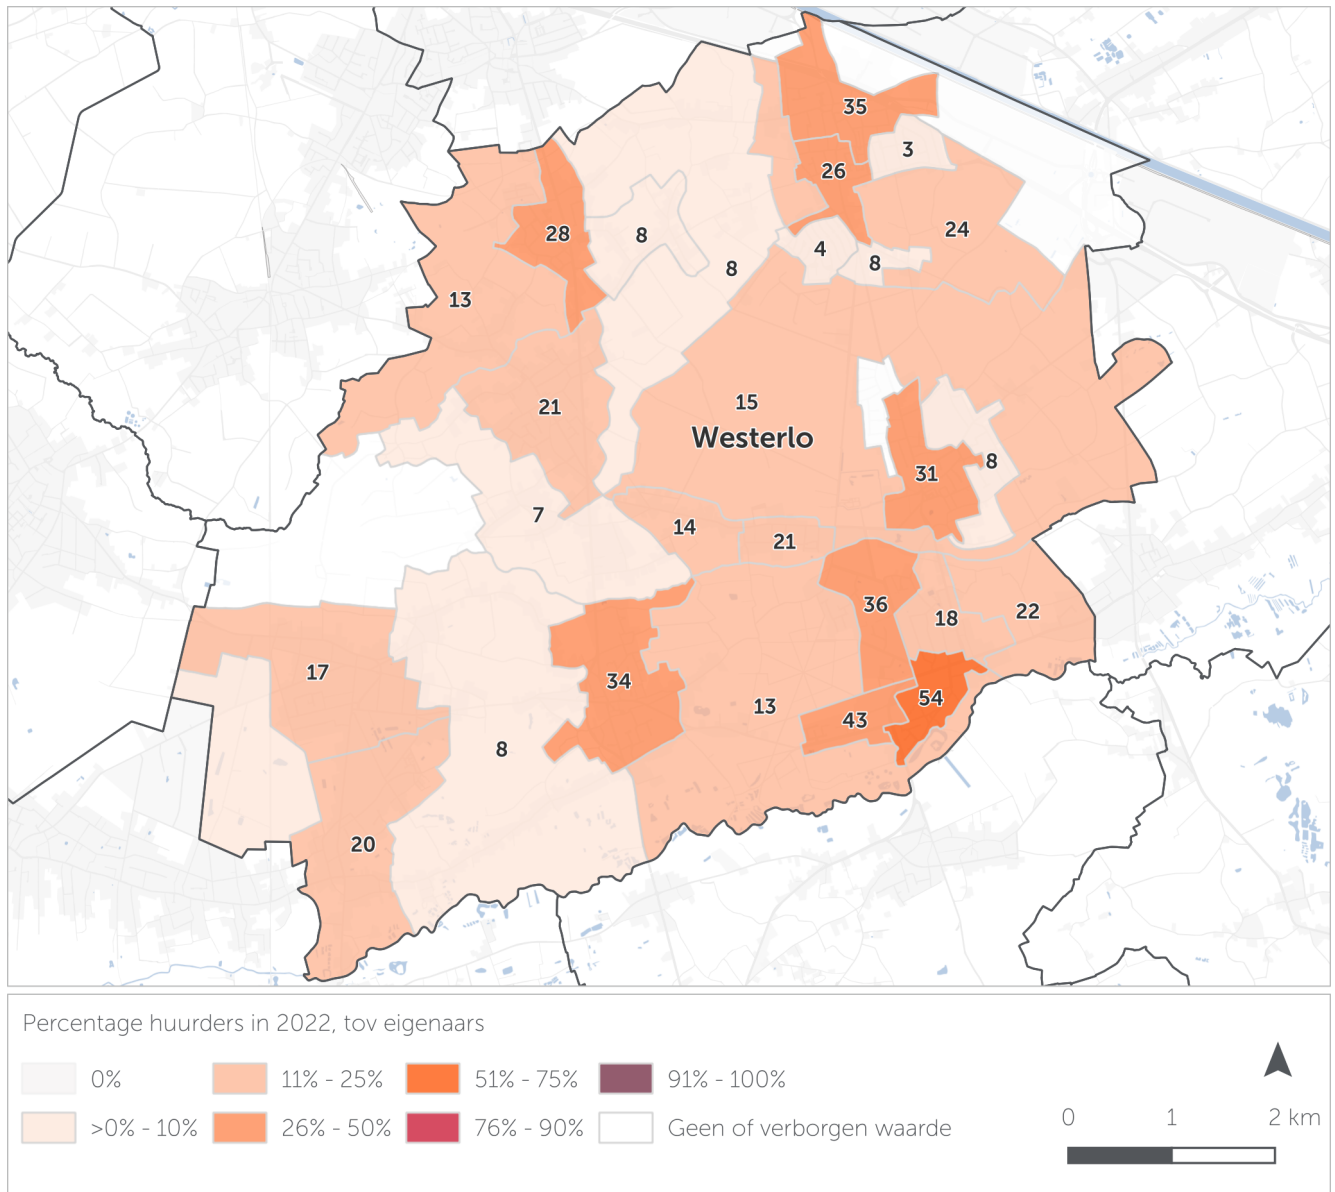 35
3
26
28
8
4
24
8
8
13
15
21
Westerlo
8
31
7
14
21
36
22
18
17
34
54
13
43
8
20
Percentage huurders in 2022, tov eigenaars
0%
11% - 25%
51% - 75%
91% - 100%
>0% - 10%
26% - 50%
76% - 90%
Geen of verborgen waarde
0 1 2 km